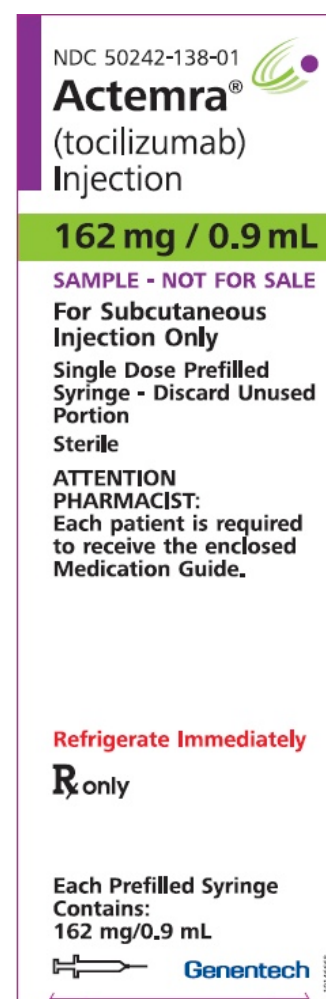 NDC 50242-138-01
Actemra®
(tocilizumab)
Injection
162 mg / 0.9 mL
SAMPLE - NOT FOR SALE
For Subcutaneous
Injection Only
Single Dose Prefilled
Syringe - Discard Unused
Portion
Sterile
ATTENTION
PHARMACIST:
Each patient is required
to receive the enclosed
Medication Guide.
Refrigerate Immediately
Rx only
Each Prefilled Syringe
Contains:
162 mg/0.9 mL
Genentech